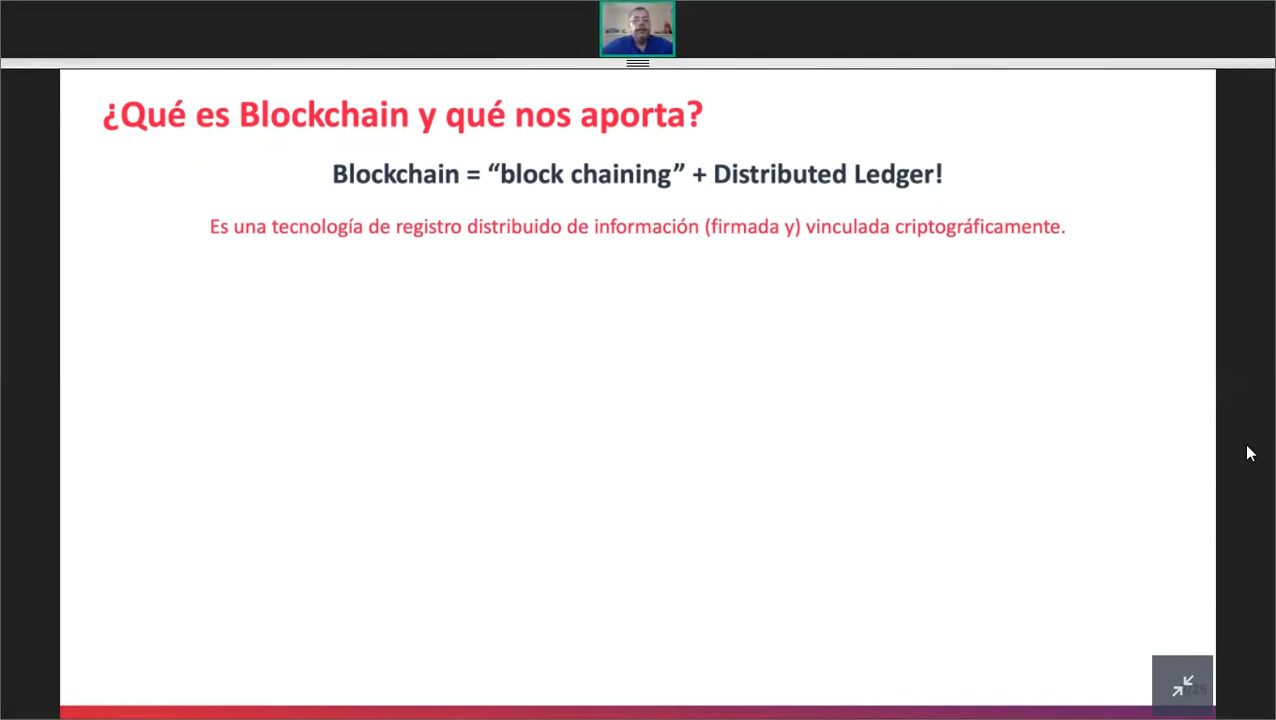 ¿Qué es Blockchain y qué nos aporta?
Blockchain = “block chaining” + Distributed Ledger!
Es una tecnología de registro distribuido de información (firmada y) vinculada criptográficamente.